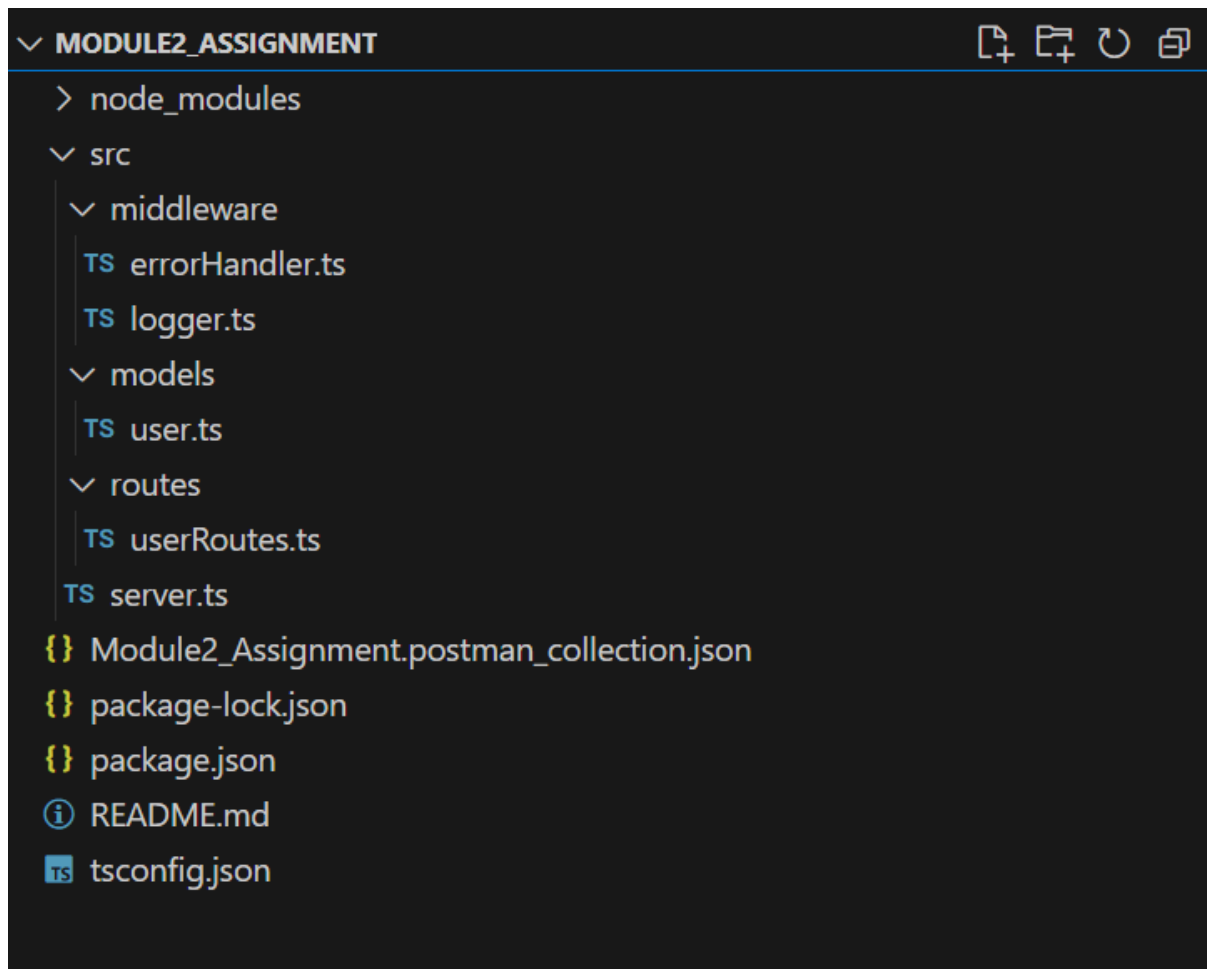 MODULE2_ASSIGNMENT
node_modules
src
middleware
TS errorHandler.ts
TS logger.ts
models
TS user.ts
routes
TS userRoutes.ts
TS server.ts
{} Module2_Assignment.postman_collection.json
{} package-lock.json
{} package.json
README.md
TS tsconfig.json